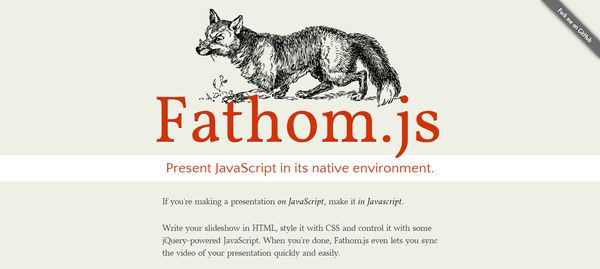 Fork me on GitHub
Fathom.js
Present JavaScript in its native environment.
If you're making a presentation on JavaScript, make it in Javascript.
Write your slideshow in HTML, style it with CSS and control it with some
jQuery-powered JavaScript. When you're done, Fathom.js even lets you sync
the video of your presentation quickly and easily.